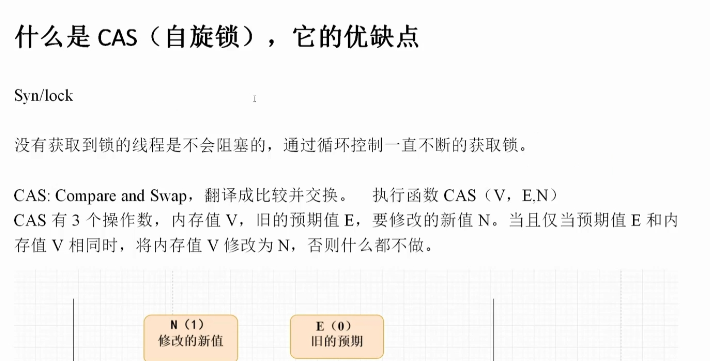 什么是 CAS（自旋锁），它的优缺点
Syn/lock
没有获取到锁的线程是不会阻塞的，通过循环控制一直不断的获取锁。
CAS: Compare and Swap，翻译成比较并交换。 执行函数 CAS（V，E,N）
CAS 有 3 个操作数，内存值 V，旧的预期值 E，要修改的新值 N。当且仅当预期值 E 和内
存值 V 相同时，将内存值 V 修改为 N，否则什么都不做。
N（1）
修改的新值
E（0）
旧的预期